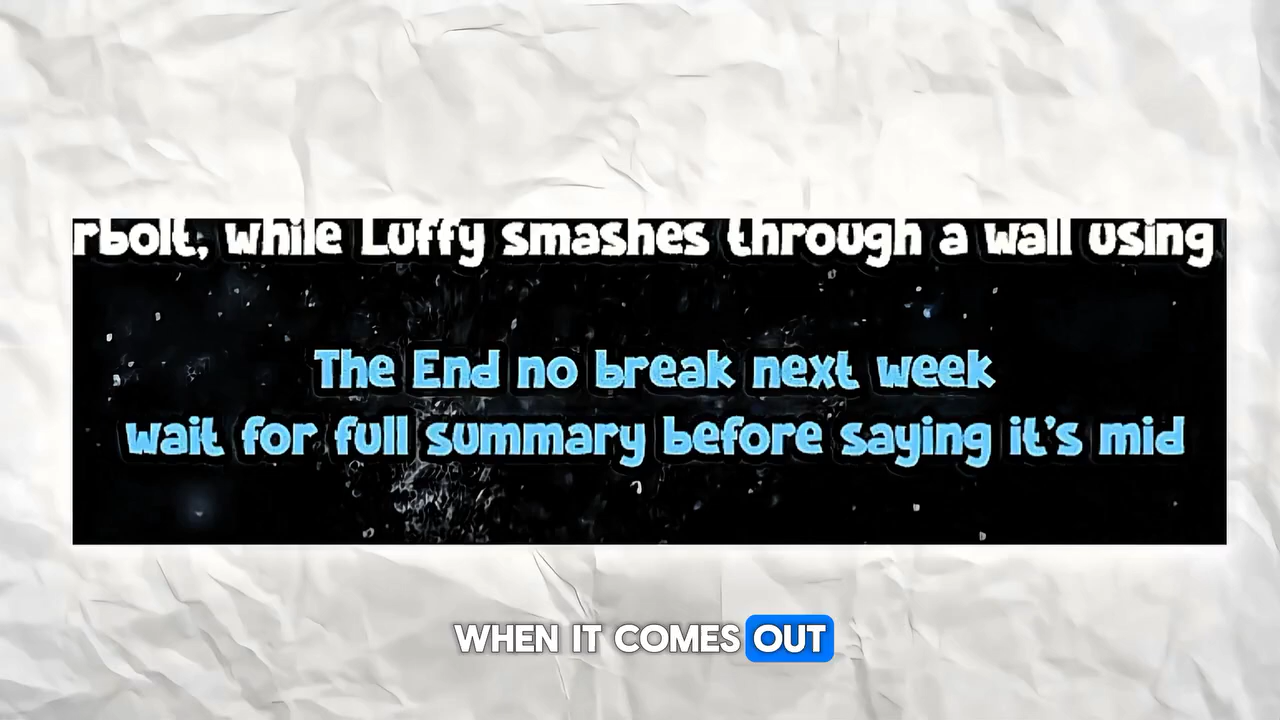 rbolt, while Luffy smashes through a wall using
The End no break next week
wait for full summary before saying it's mid
WHEN IT COMES OUT